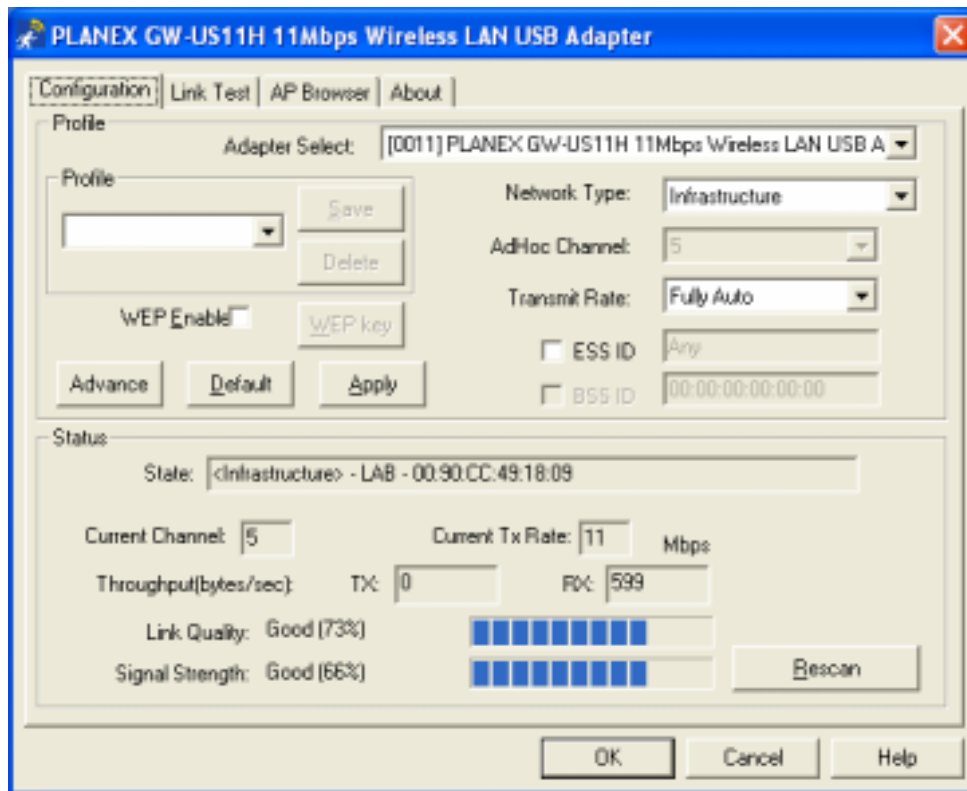 PLANEX GW-US11H 11Mbps Wireless LAN USB Adapter
Configuration Link Test AP Browser About
Profile
Adapter Select: [0011] PLANEX GW-US11H 11Mbps Wireless LAN USB A
Profile
Save
Delete
Network Type: Infrastructure
AdHoc Channel: 5
Transmit Rate: Fully Auto
WEP Enable WEP key
ESS ID Any
BSS ID 00:00:00:00:00:00
Advance Default Apply
Status
State: <Infrastructure> - LAB - 00:90:CC:49:18:09
Current Channel: 5 Current Tx Rate: 11 Mbps
Throughput(bytes/sec): TX: 0 RX: 599
Link Quality: Good (73%)
Signal Strength: Good (66%)
Rescan
OK Cancel Help